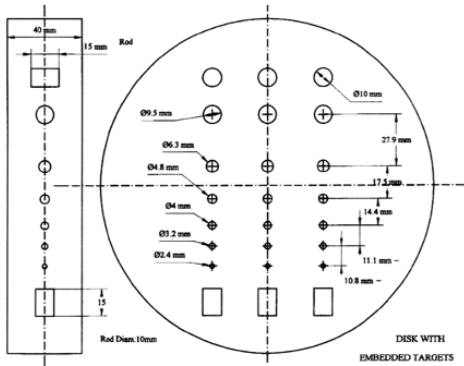 40 mm
15 mm
Rod
Ø10 mm
Ø9.5 mm
27.9 mm
Ø6.3 mm
Ø4.8 mm
17.5 mm
Ø4 mm
14.4 mm
Ø3.2 mm
Ø2.4 mm
11.1 mm
10.8 mm
15
Rod Diam:10mm
DISK WITH
EMBEDDED TARGETS